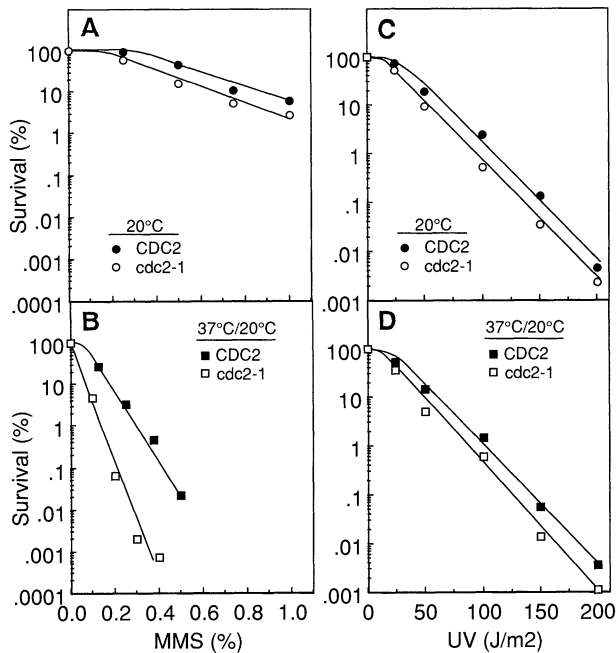 A
100
10
1
.1
.01
.001
.0001
Survival (%)
20°C
CDC2
cdc2-1
B
100
10
1
.1
.01
.001
.0001
Survival (%)
37°C/20°C
CDC2
cdc2-1
0.0 0.2 0.4 0.6 0.8 1.0
MMS (%)
C
100
10
1
.1
.01
.001
20°C
CDC2
cdc2-1
D
100
10
1
.1
.01
.001
37°C/20°C
CDC2
cdc2-1
0 50 100 150 200
UV (J/m2)